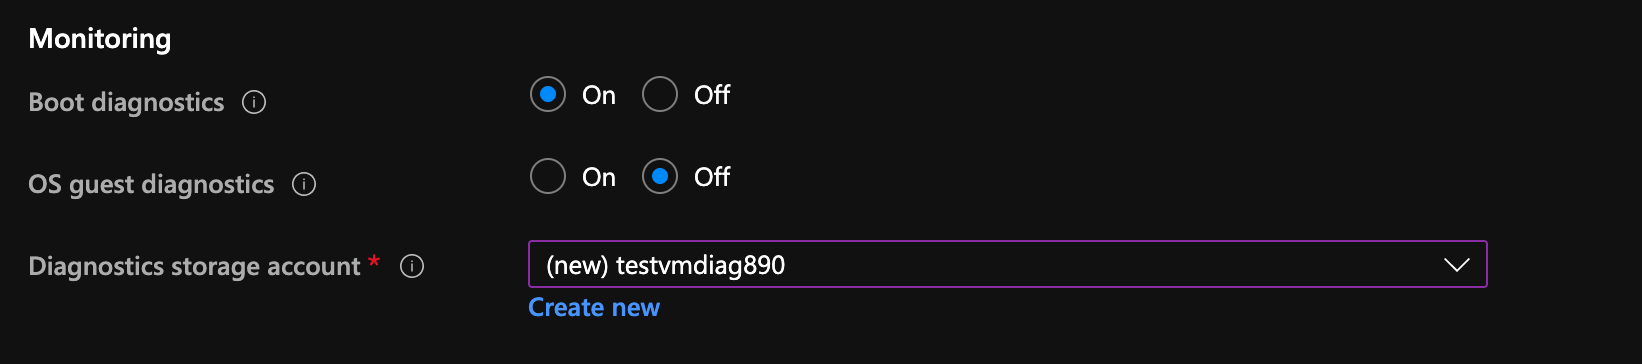 Monitoring
Boot diagnostics On Off
OS guest diagnostics On Off
Diagnostics storage account * (new) testvmdiag890
Create new